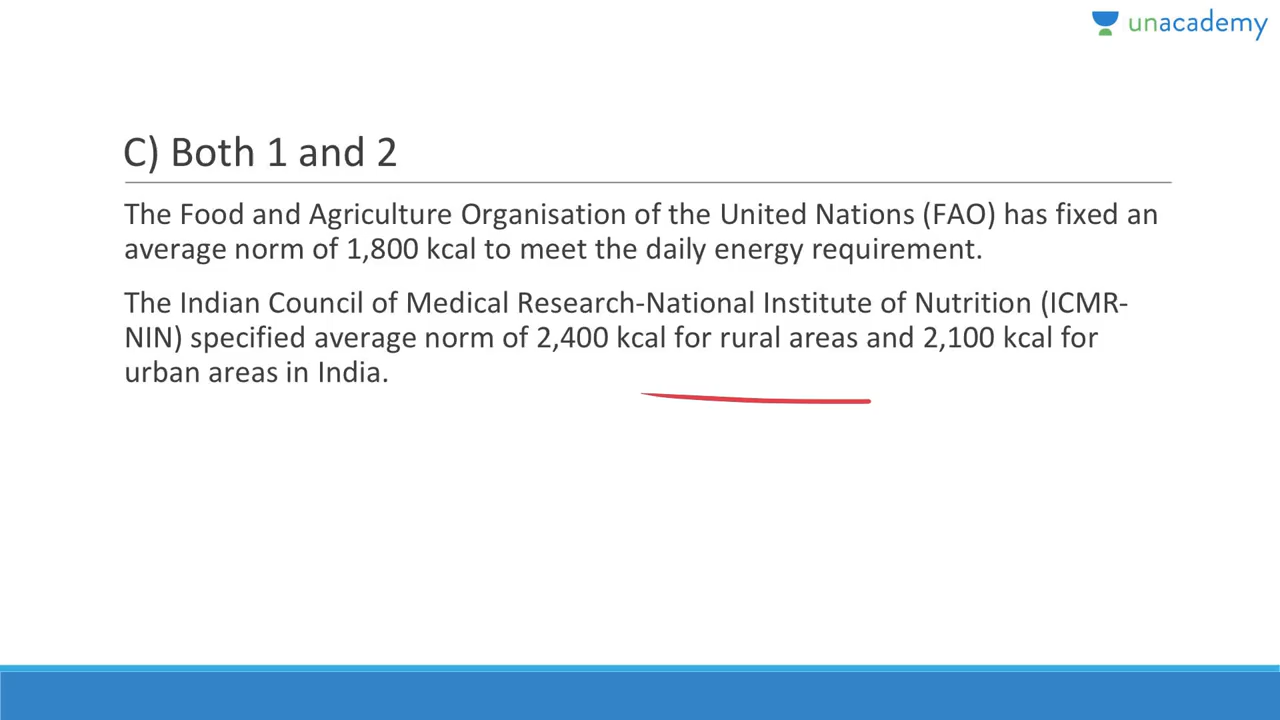 unacademy
C) Both 1 and 2
The Food and Agriculture Organisation of the United Nations (FAO) has fixed an
average norm of 1,800 kcal to meet the daily energy requirement.
The Indian Council of Medical Research-National Institute of Nutrition (ICMR-
NIN) specified average norm of 2,400 kcal for rural areas and 2,100 kcal for
urban areas in India.